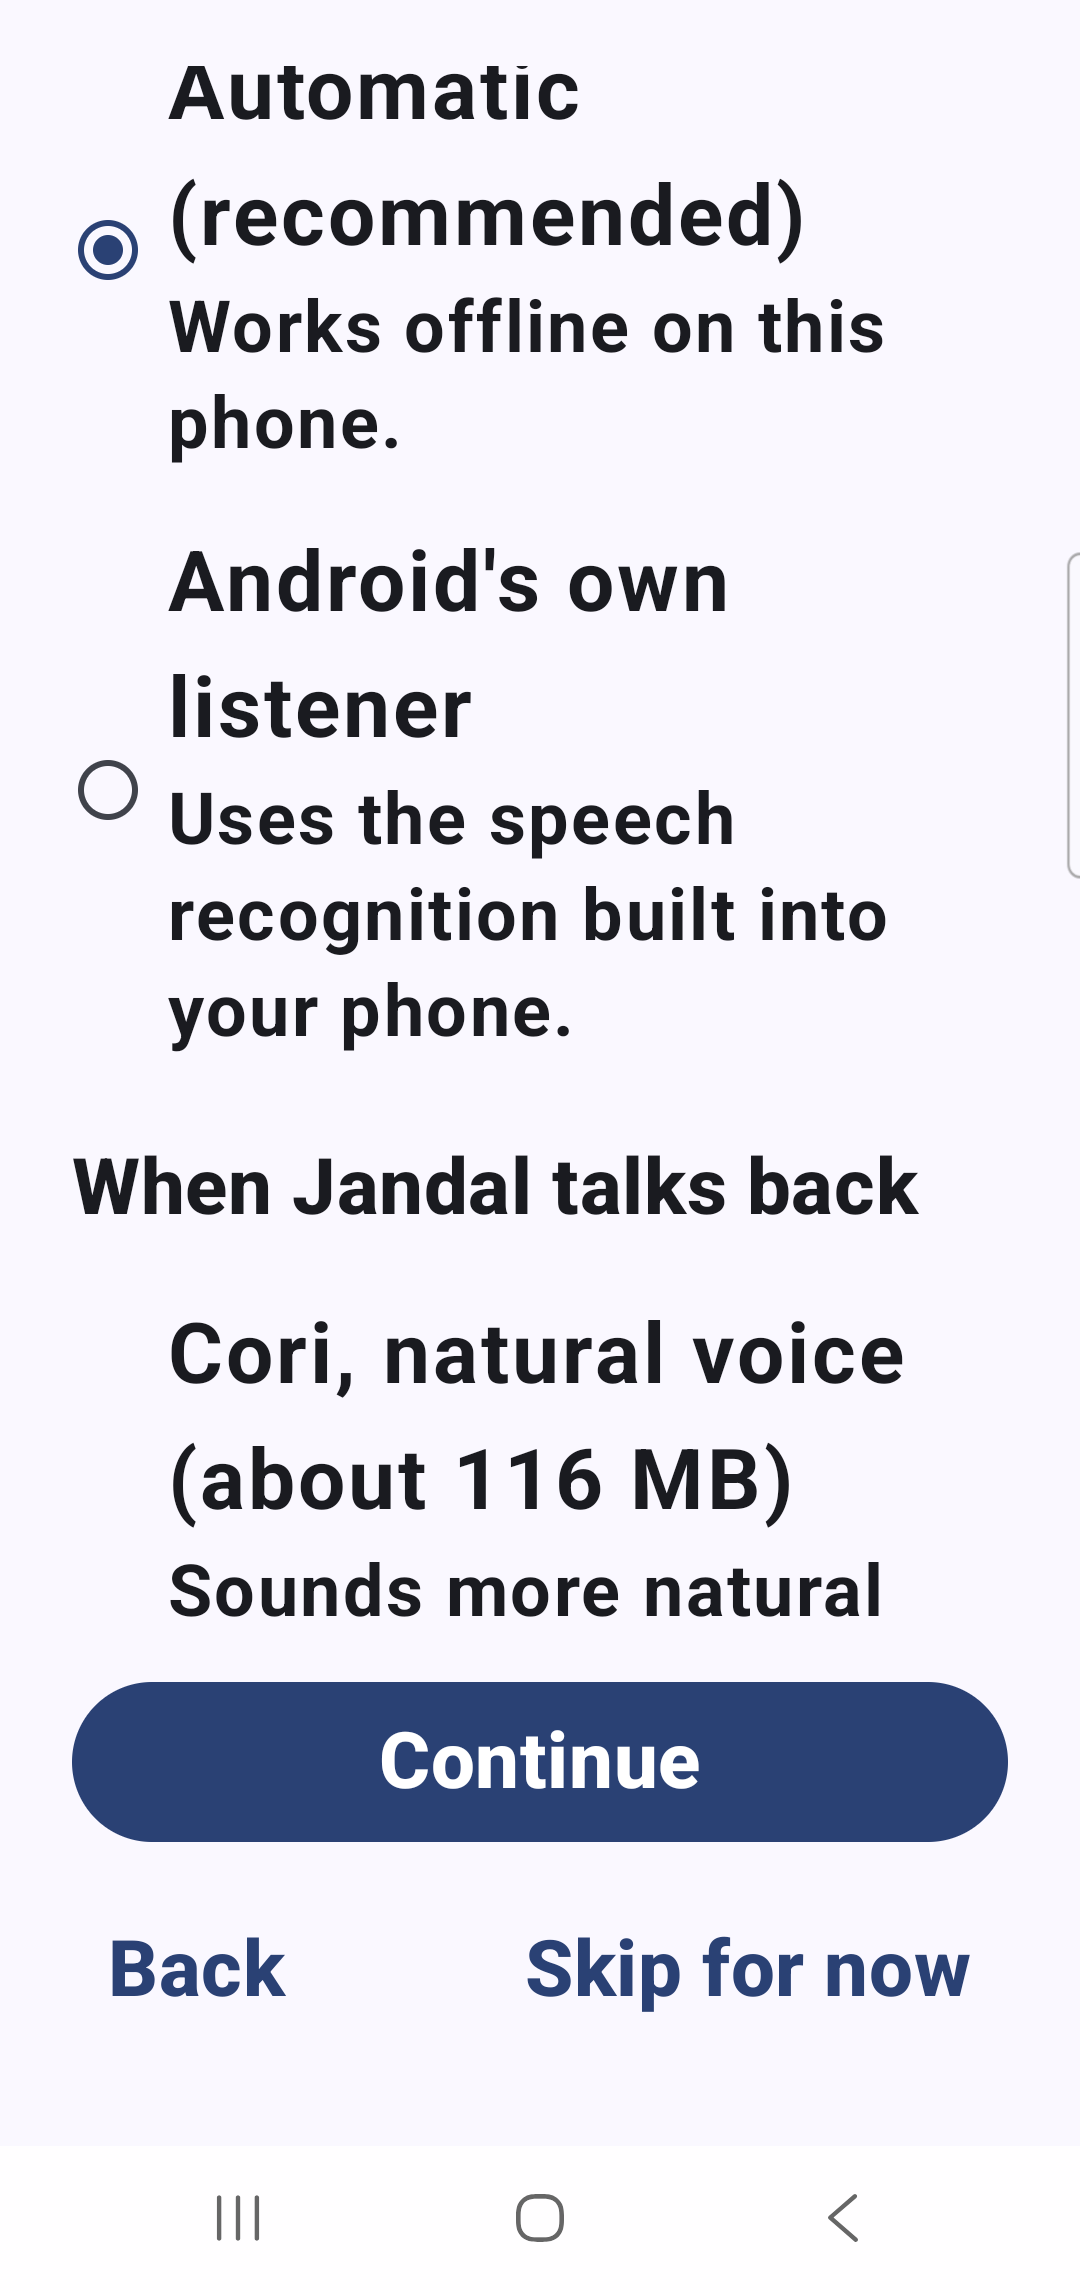 Automatic
(recommended)
Works offline on this
phone.
Android's own
listener
Uses the speech
recognition built into
your phone.
When Jandal talks back
Cori, natural voice
(about 116 MB)
Sounds more natural
Continue
Back
Skip for now